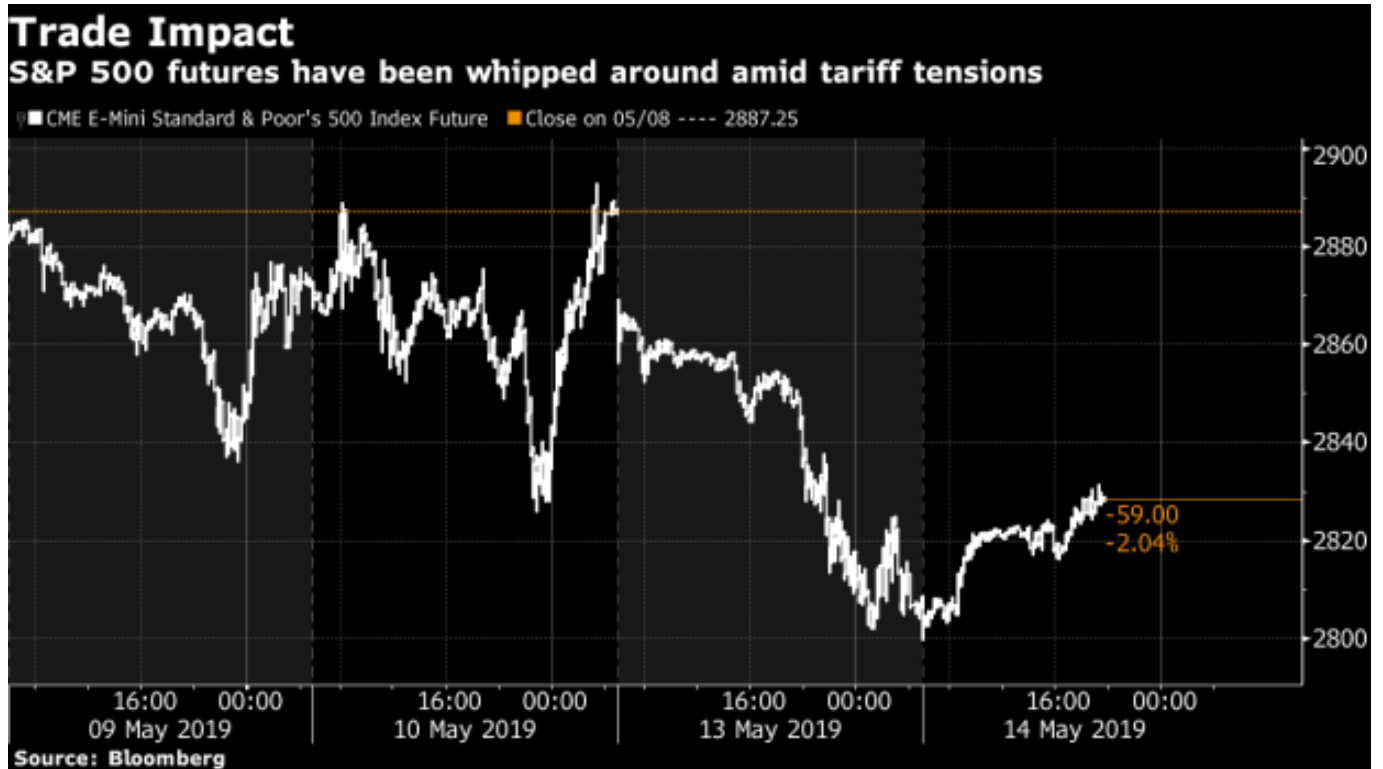 Trade Impact
S&P 500 futures have been whipped around amid tariff tensions
CME E-Mini Standard & Poor's 500 Index Future Close on 05/08 ---- 2887.25
2900
2880
2860
2840
-59.00
-2.04%
2820
2800
16:00 00:00 16:00 00:00 16:00 00:00 16:00 00:00
09 May 2019 10 May 2019 13 May 2019 14 May 2019
Source: Bloomberg